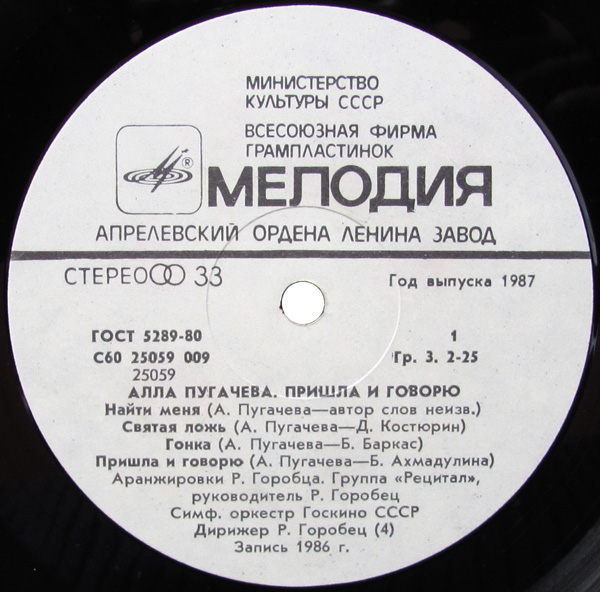 МИНИСТЕРСТВО
КУЛЬТУРЫ СССР
ВСЕСОЮЗНАЯ ФИРМА
ГРАМПЛАСТИНОК
® МЕЛОДИЯ
АПРЕЛЕВСКИЙ ОРДЕНА ЛЕНИНА ЗАВОД
СТЕРЕО 33
Год выпуска 1987
ГОСТ 5289-80 1
С60 25059 009 Гр. 3. 2-25
25059
АЛЛА ПУГАЧЕВА. ПРИШЛА И ГОВОРЮ
Найти меня (А. Пугачева—автор слов неизв.)
Святая ложь (А. Пугачева—Д. Костюрин)
Гонка (А. Пугачева—Б. Баркас)
Пришла и говорю (А. Пугачева—Б. Ахмадулина)
Аранжировки Р. Горобца. Группа «Рецитал»,
руководитель Р. Горобец
Симф. оркестр Госкино СССР
Дирижер Р. Горобец (4)
Запись 1986 г.